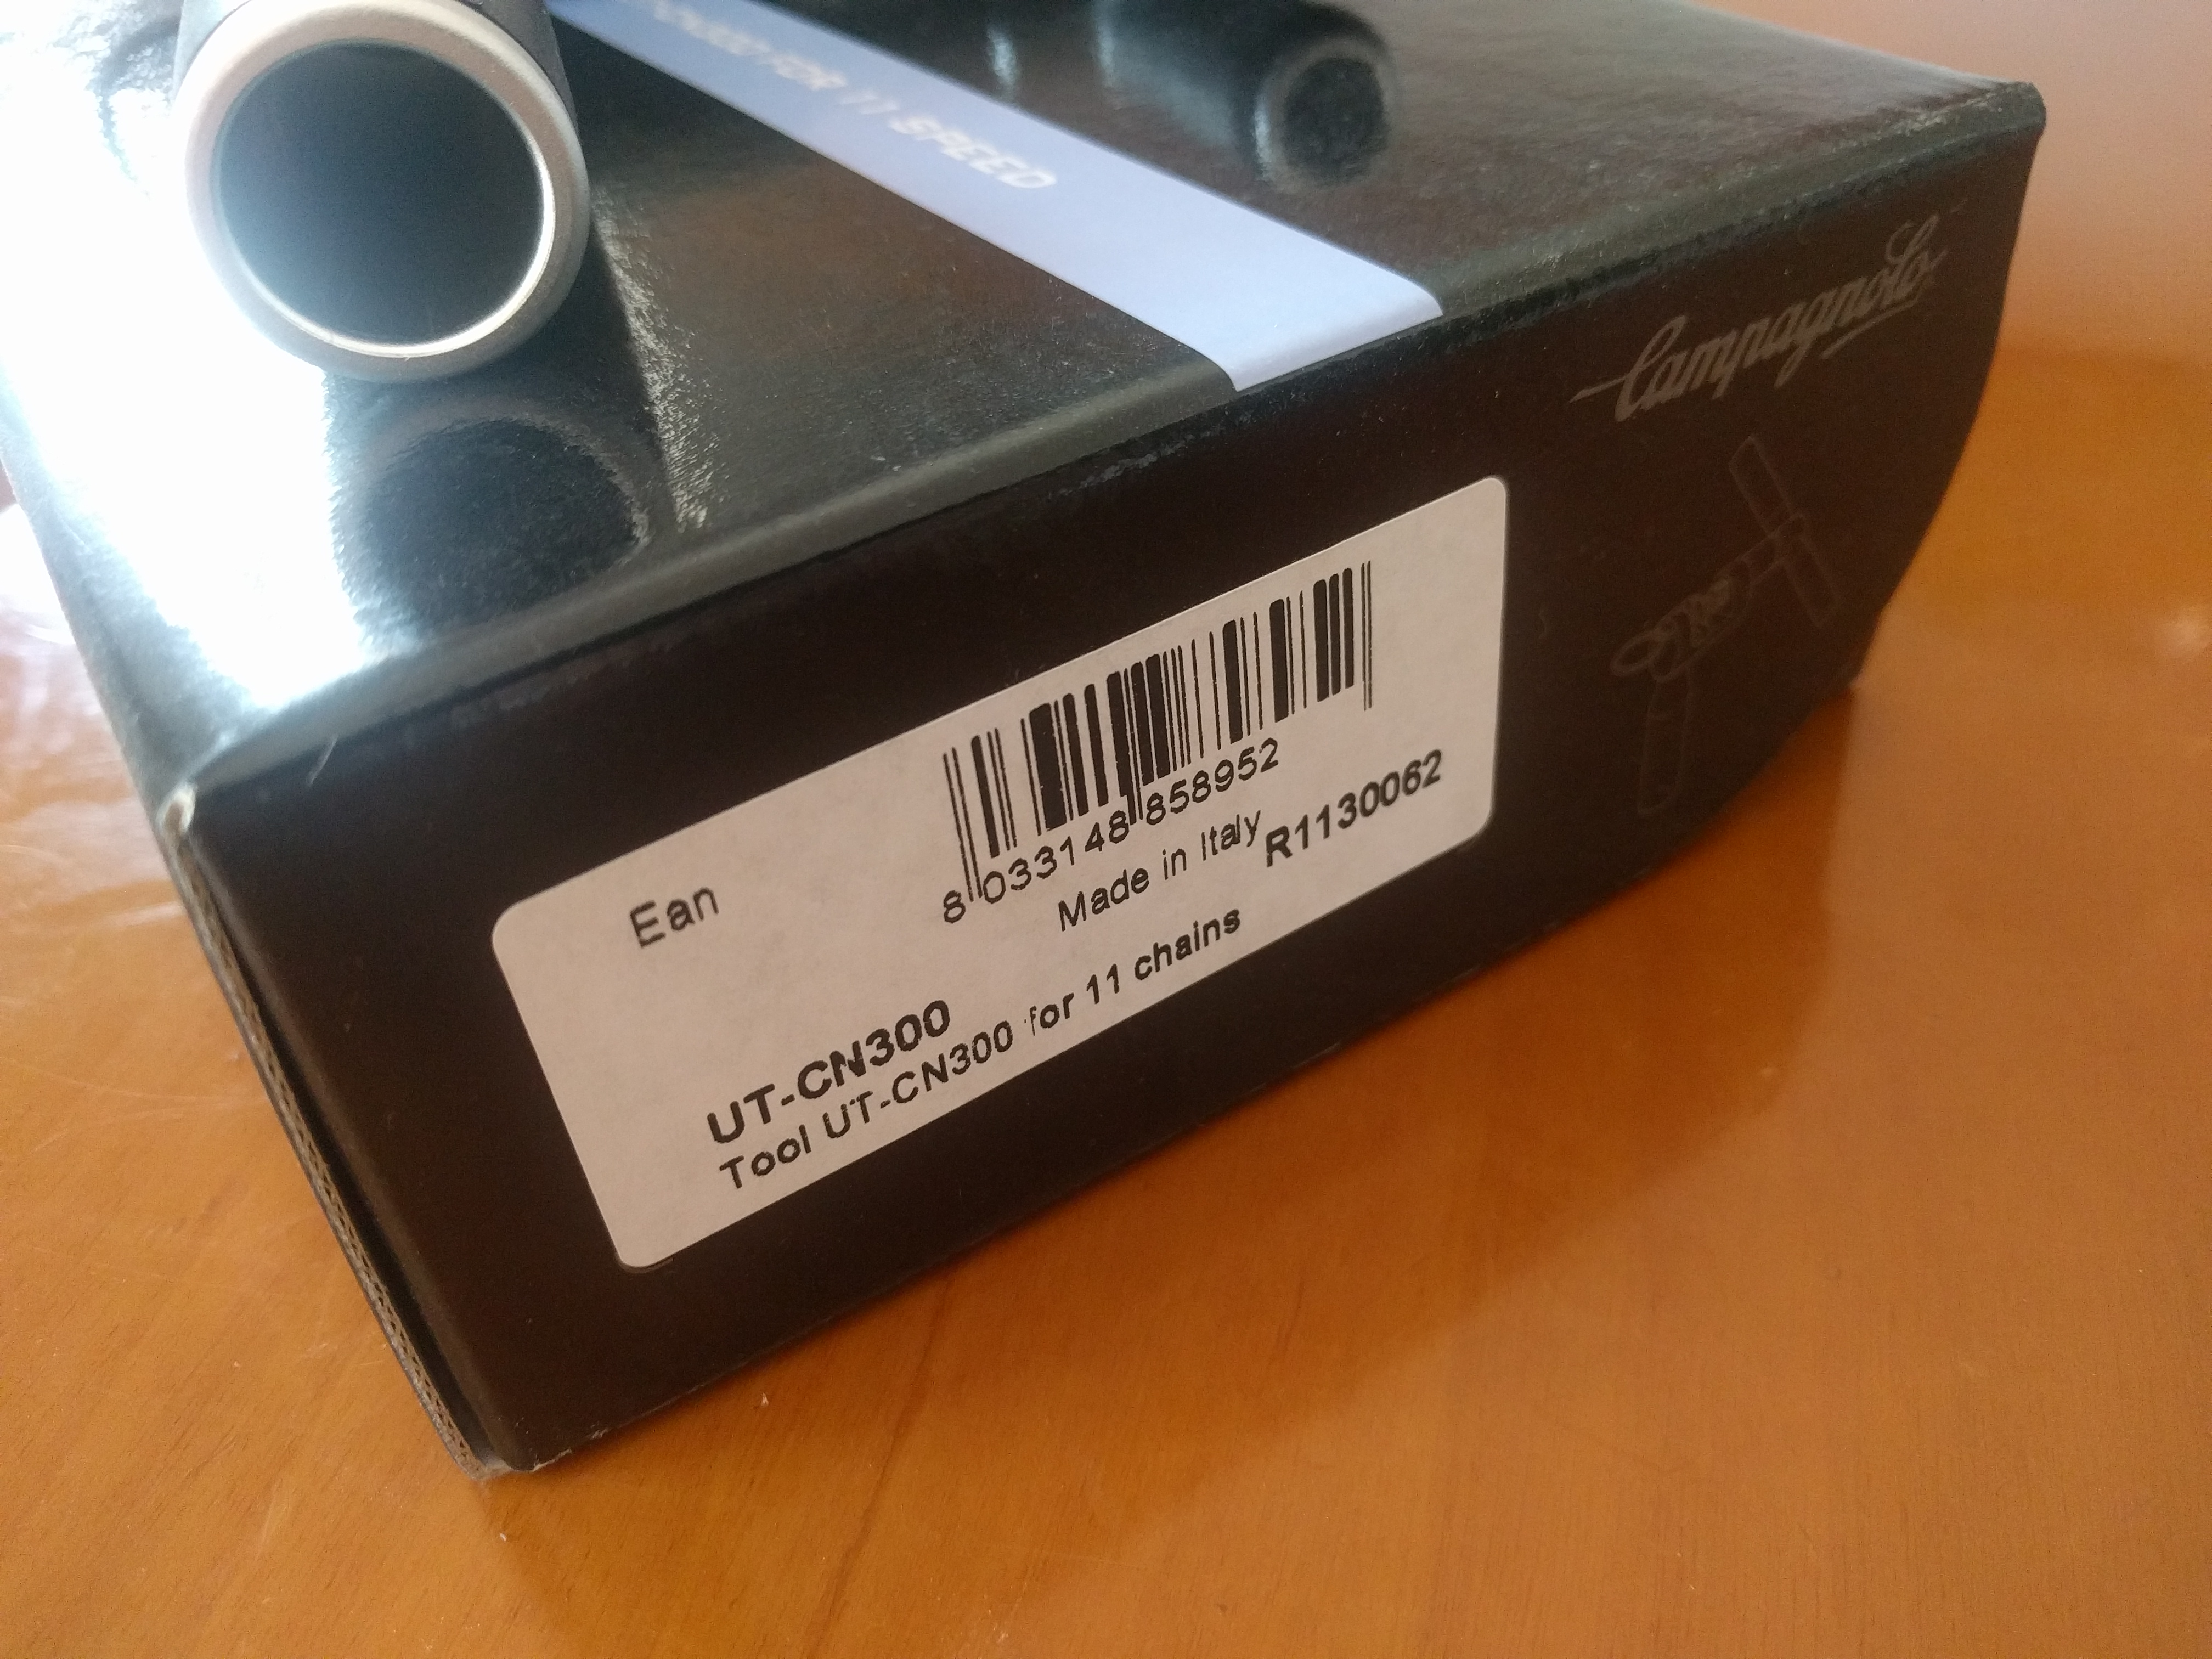 FOR 11 SPEED
Campagnolo
Ean
8 033148 858952
Made in Italy
R1130062
UT-CN300
Tool UT-CN300 for 11 chains